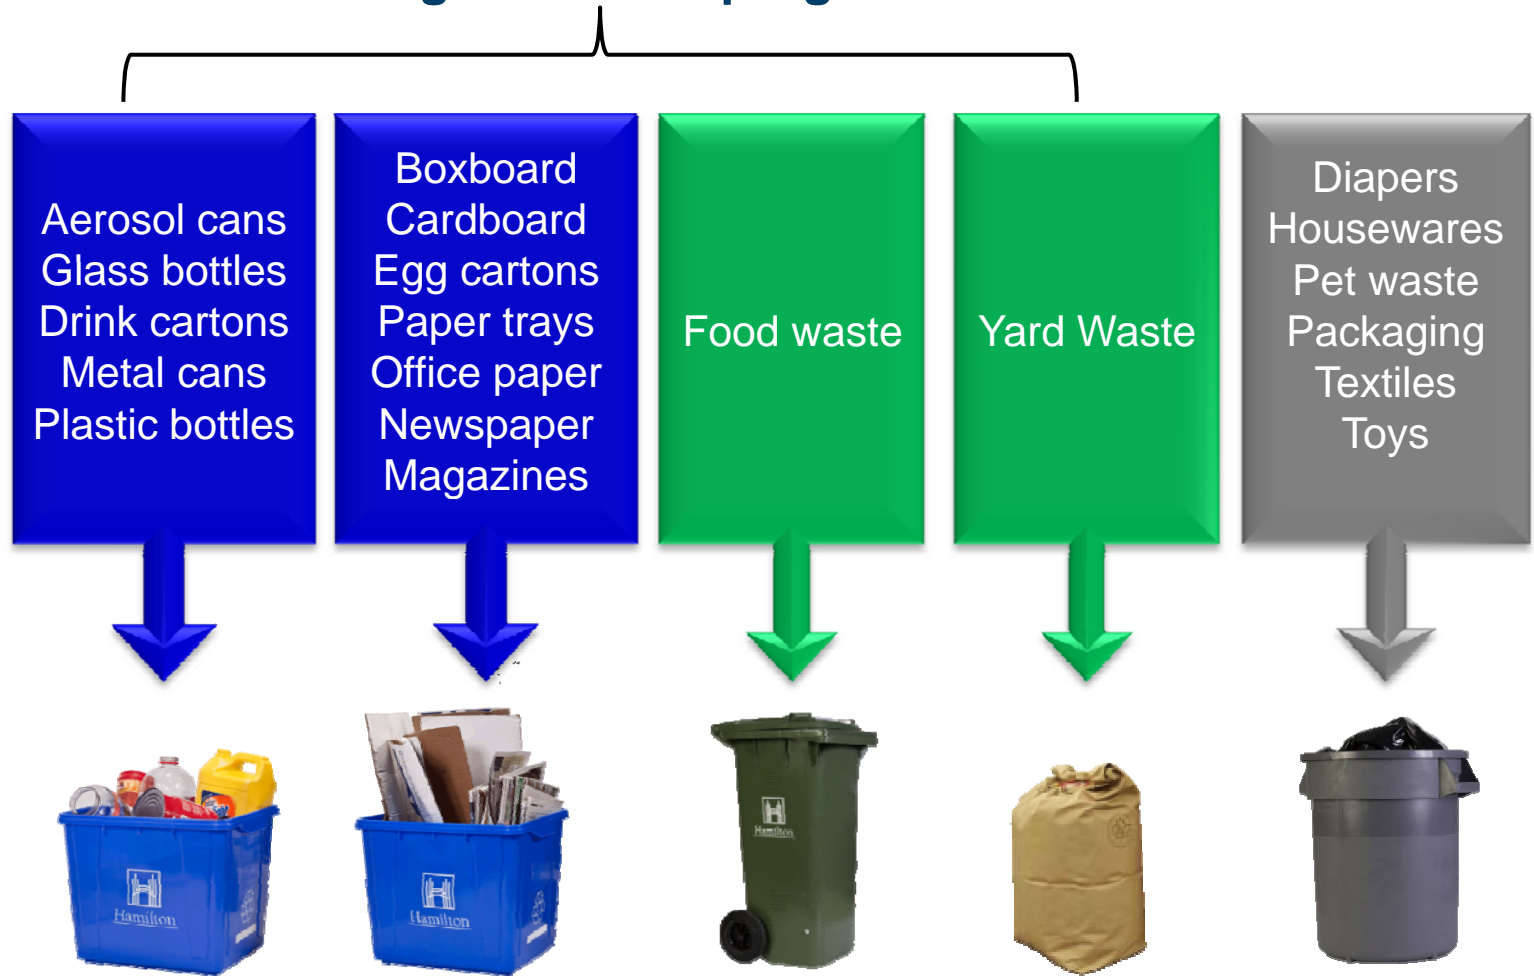 Aerosol cans
Glass bottles
Drink cartons
Metal cans
Plastic bottles
Boxboard
Cardboard
Egg cartons
Paper trays
Office paper
Newspaper
Magazines
Food waste
Yard Waste
Diapers
Housewares
Pet waste
Packaging
Textiles
Toys
Hamilton
Hamilton
Hamilton